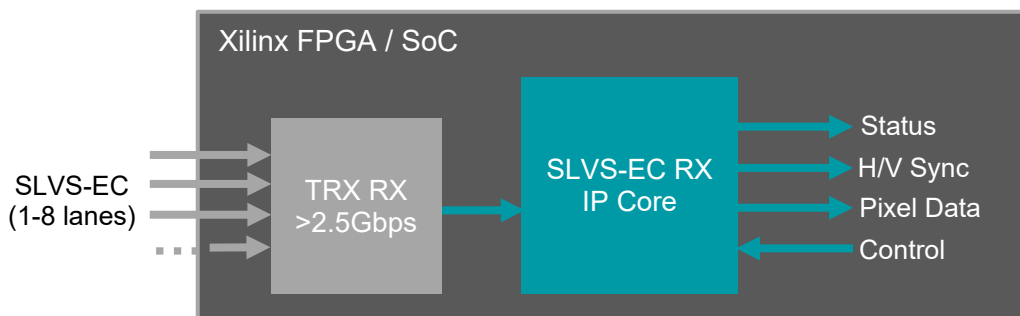 Xilinx FPGA / SoC
SLVS-EC
(1-8 lanes)
TRX RX
>2.5Gbps
SLVS-EC RX
IP Core
Status
H/V Sync
Pixel Data
Control